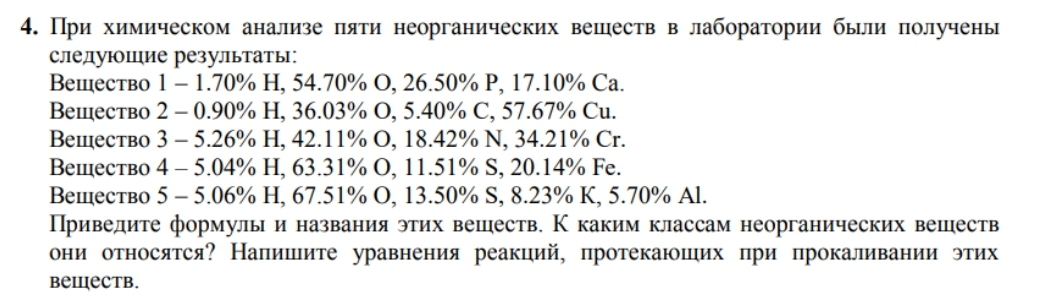 4. При химическом анализе пяти неорганических веществ в лаборатории были получены
следующие результаты:
Вещество 1 – 1.70% H, 54.70% O, 26.50% P, 17.10% Ca.
Вещество 2 – 0.90% H, 36.03% O, 5.40% C, 57.67% Cu.
Вещество 3 – 5.26% H, 42.11% O, 18.42% N, 34.21% Cr.
Вещество 4 – 5.04% H, 63.31% O, 11.51% S, 20.14% Fe.
Вещество 5 – 5.06% H, 67.51% O, 13.50% S, 8.23% K, 5.70% Al.
Приведите формулы и названия этих веществ. К каким классам неорганических веществ
они относятся? Напишите уравнения реакций, протекающих при прокаливании этих
веществ.